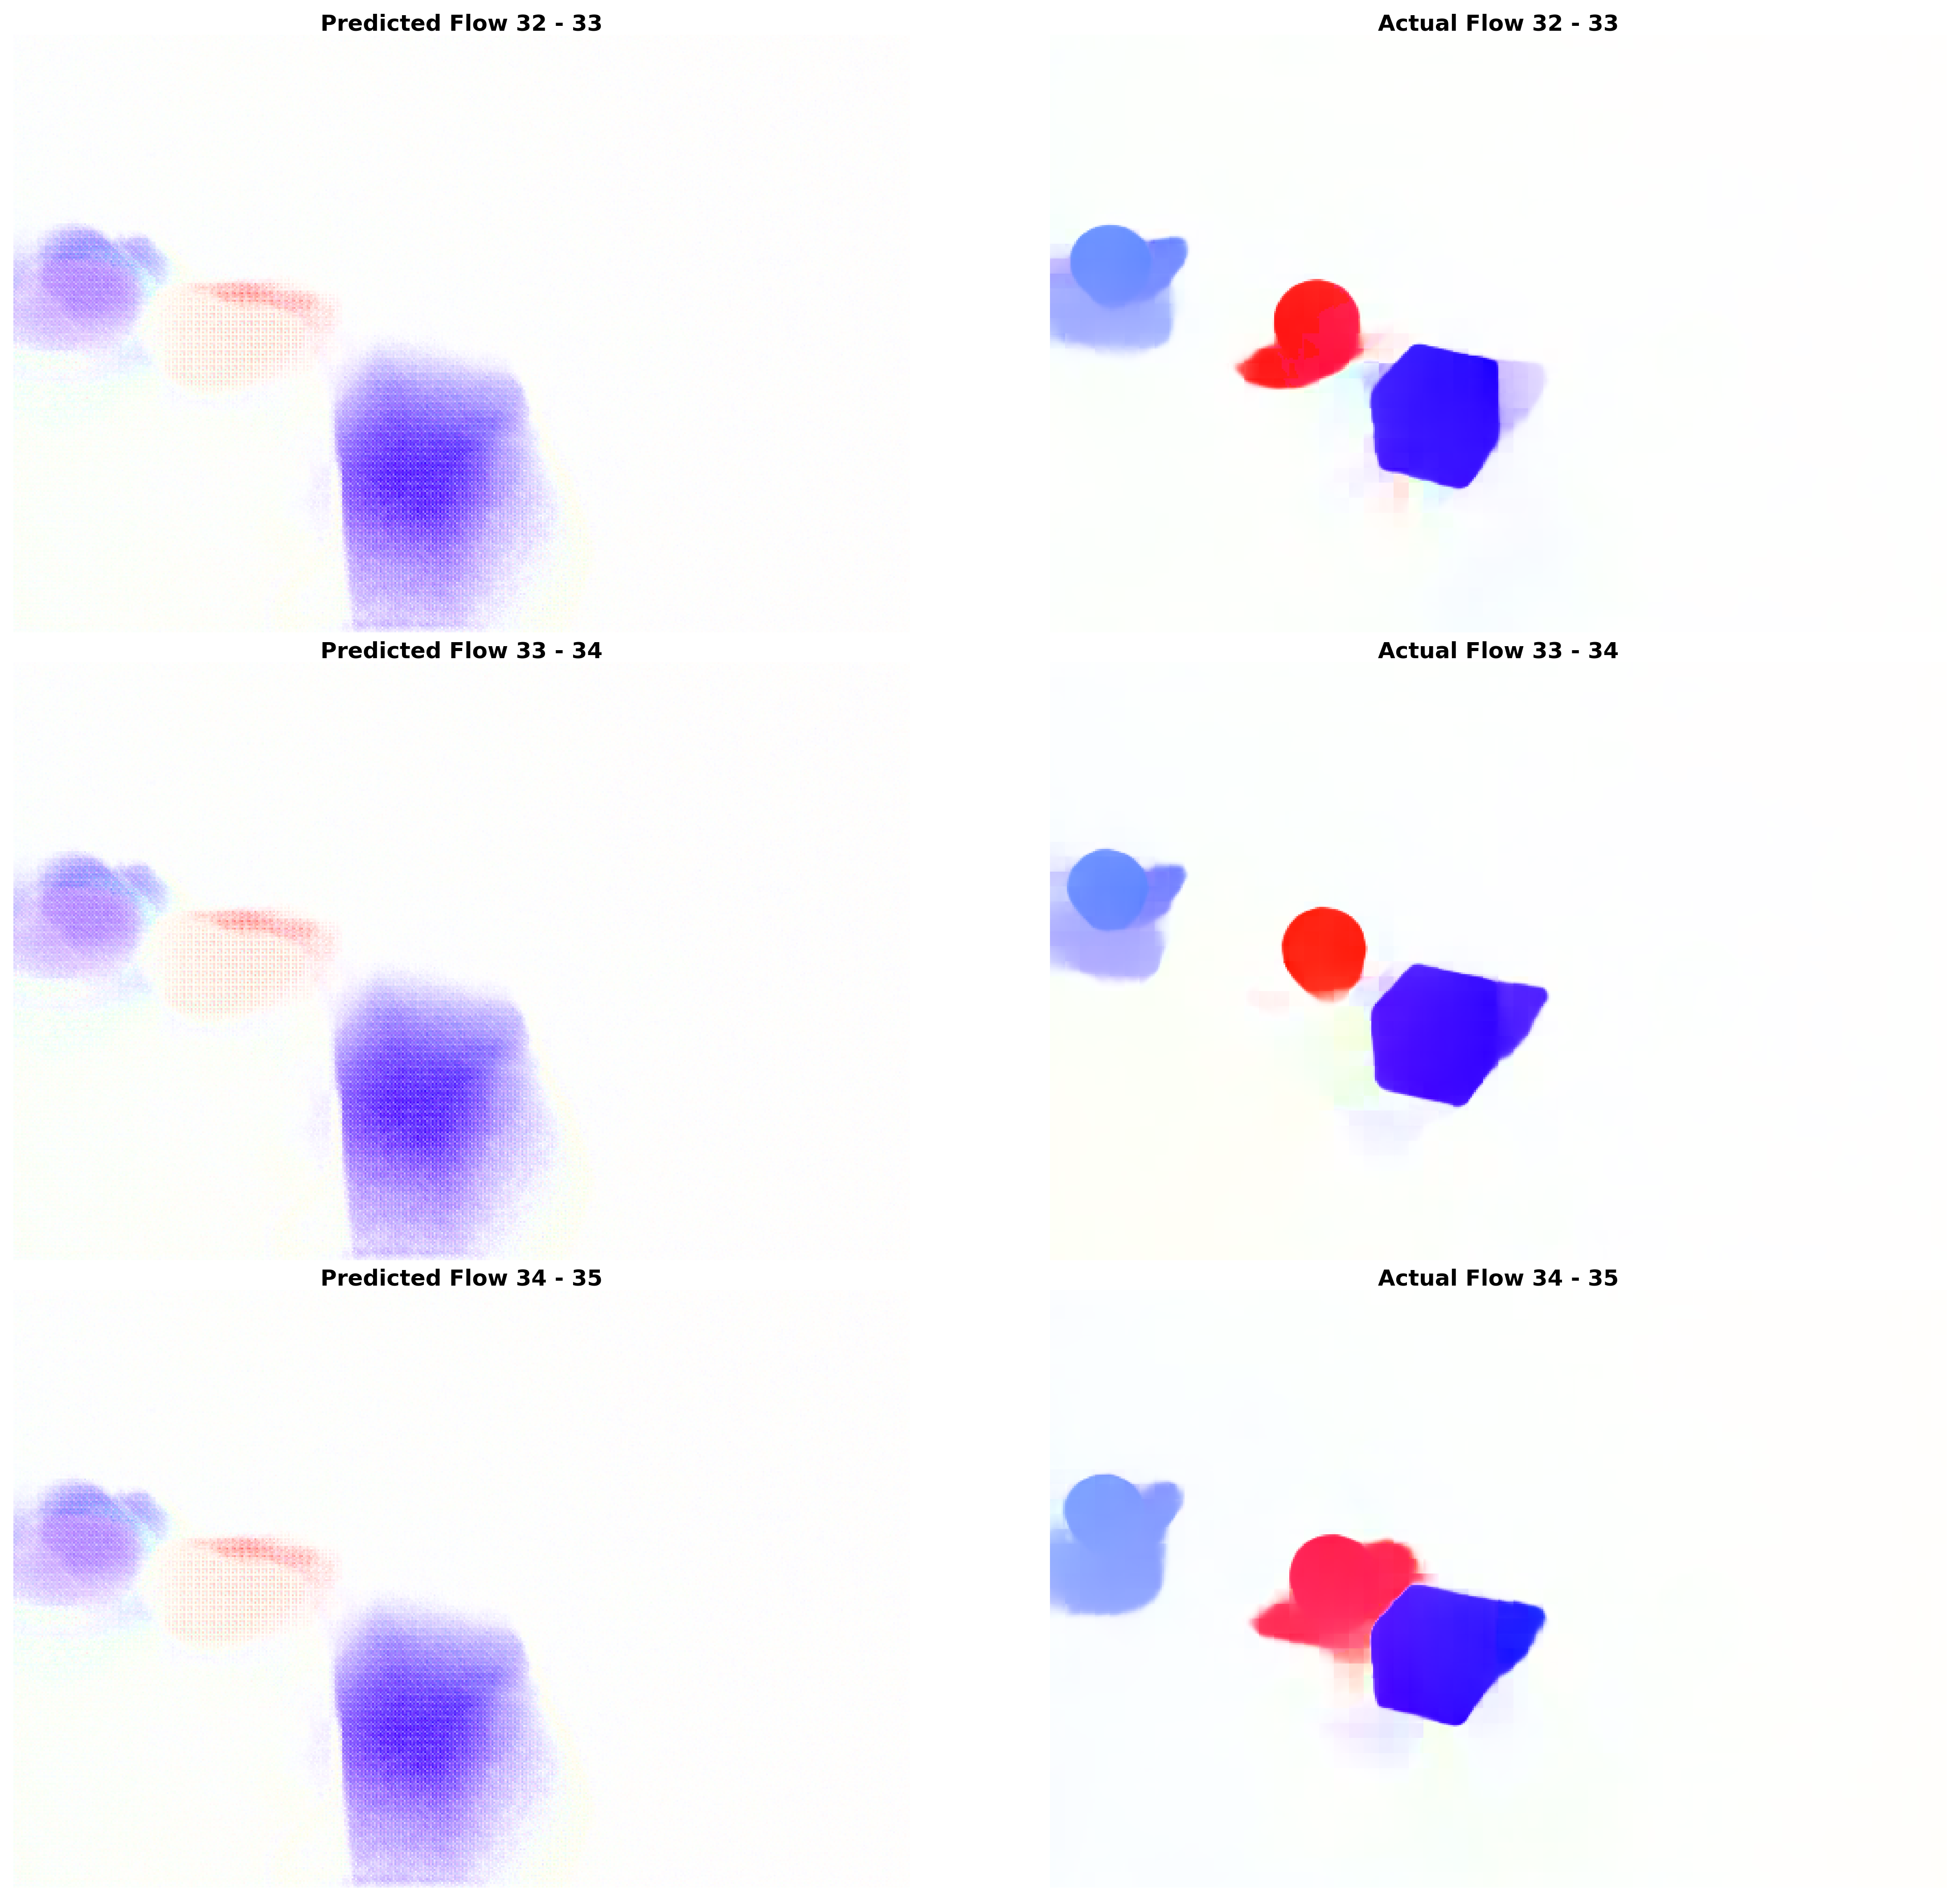 Predicted Flow 32 - 33
Actual Flow 32 - 33
Predicted Flow 33 - 34
Actual Flow 33 - 34
Predicted Flow 34 - 35
Actual Flow 34 - 35